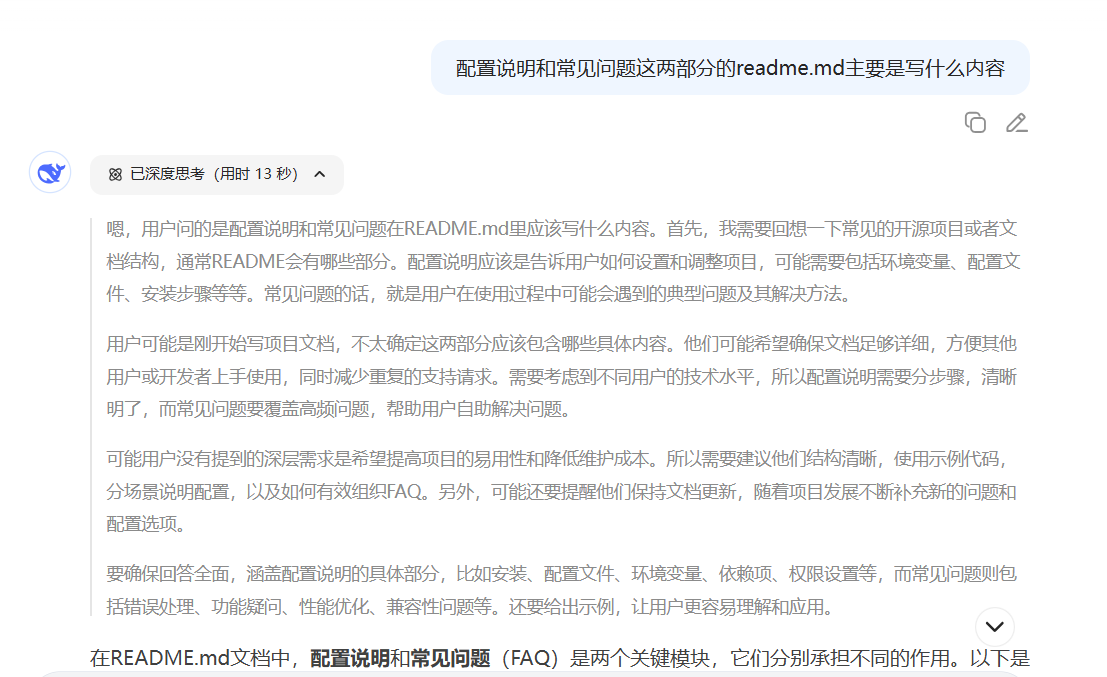 配置说明和常见问题这两部分的readme.md主要是写什么内容
已深度思考（用时 13 秒）
嗯，用户问的是配置说明和常见问题在README.md里应该写什么内容。首先，我需要回想一下常见的开源项目或者文
档结构，通常README会有哪些部分。配置说明应该是告诉用户如何设置和调整项目，可能需要包括环境变量、配置文
件、安装步骤等等。常见问题的话，就是用户在使用过程中可能会遇到的典型问题及其解决方法。
用户可能是刚开始写项目文档，不太确定这两部分应该包含哪些具体内容。他们可能希望确保文档足够详细，方便其他
用户或开发者上手使用，同时减少重复的支持请求。需要考虑到不同用户的技术水平，所以配置说明需要分步骤，清晰
明了，而常见问题要覆盖高频问题，帮助用户自助解决问题。
可能用户没有提到的深层需求是希望提高项目的易用性和降低维护成本。所以需要建议他们结构清晰，使用示例代码，
分场景说明配置，以及如何有效组织FAQ。另外，可能还要提醒他们保持文档更新，随着项目发展不断补充新的问题和
配置选项。
要确保回答全面，涵盖配置说明的具体部分，比如安装、配置文件、环境变量、依赖项、权限设置等，而常见问题则包
括错误处理、功能疑问、性能优化、兼容性问题等。还要给出示例，让用户更容易理解和应用。
在README.md文档中，配置说明和常见问题（FAQ）是两个关键模块，它们分别承担不同的作用。以下是